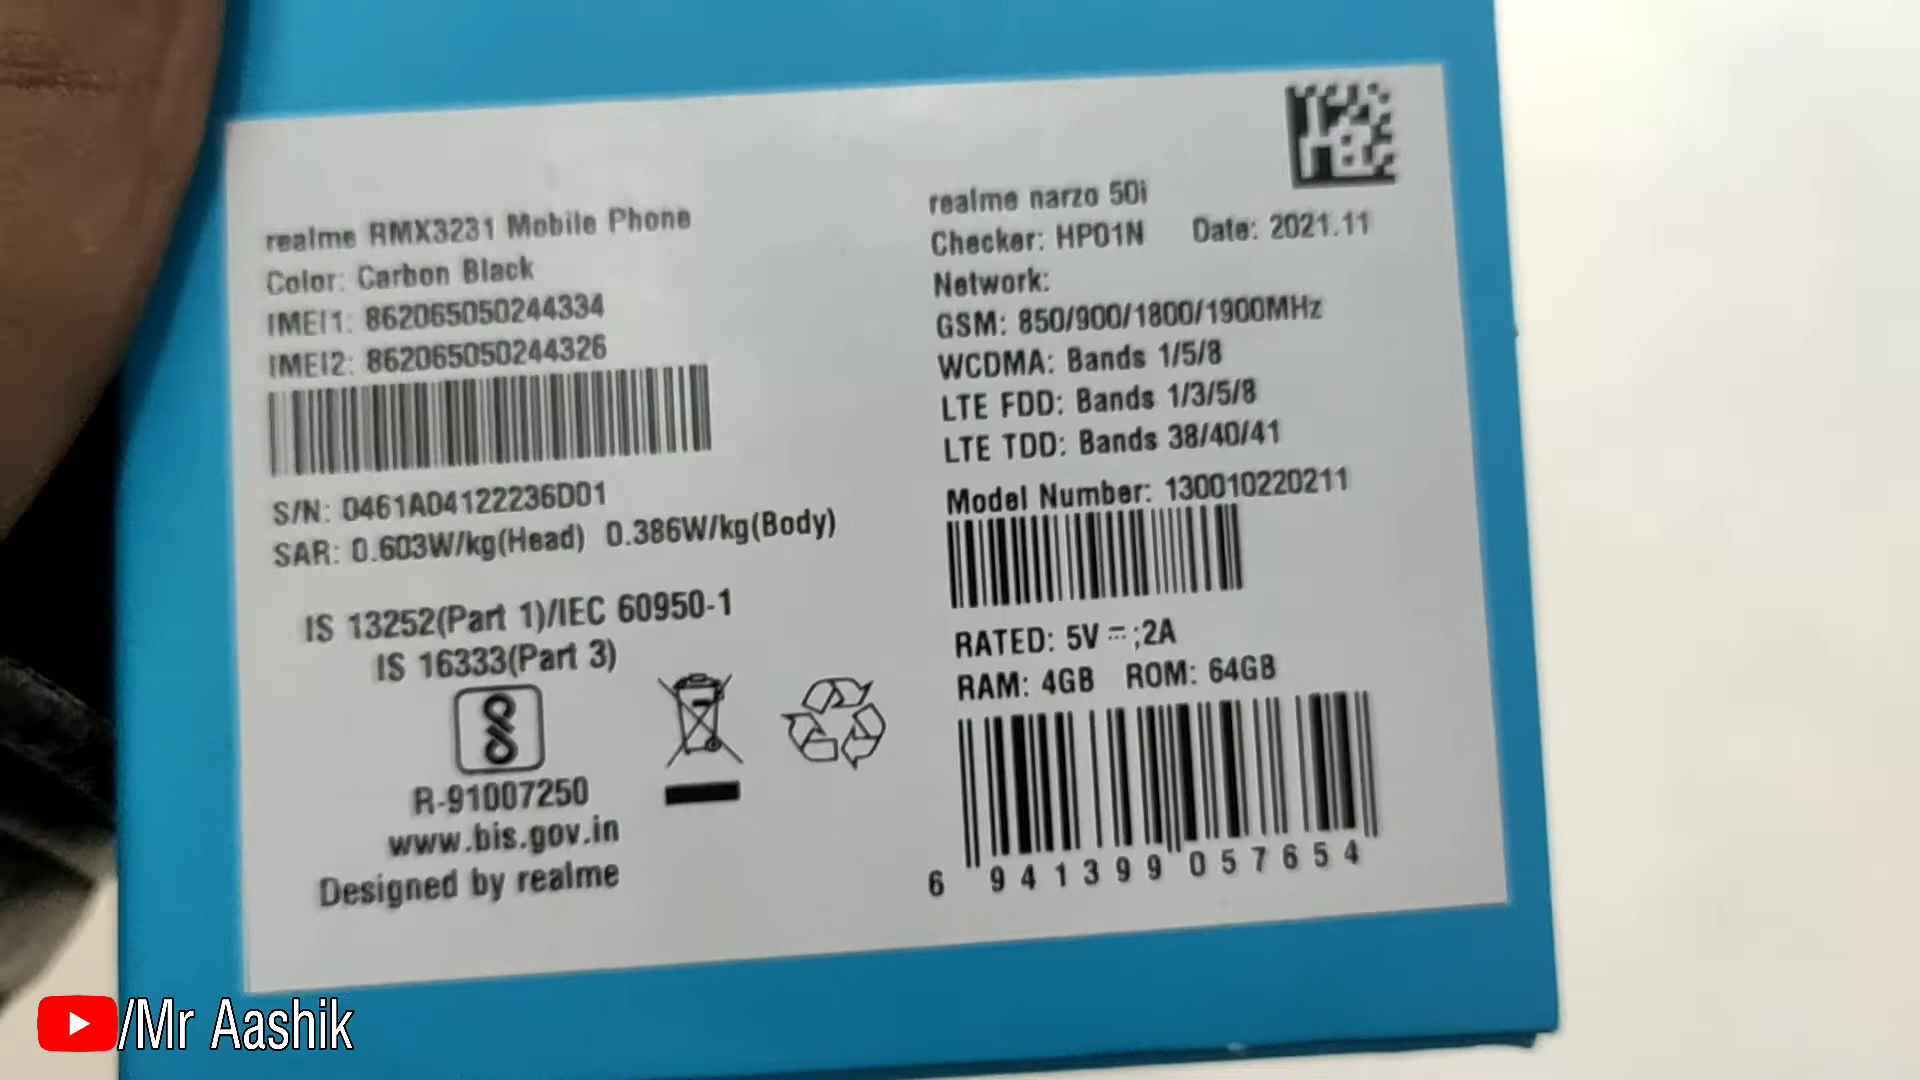 realme RMX3231 Mobile Phone
Color: Carbon Black
IMEI1: 862065050244334
IMEI2: 862065050244326
S/N: 0461A04122236D01
SAR: 0.603W/kg(Head) 0.386W/kg(Body)
IS 13252(Part 1)/IEC 60950-1
IS 16333(Part 3)
R-91007250
www.bis.gov.in
Designed by realme
realme narzo 50i
Checker: HP01N Date: 2021.11
Network:
GSM: 850/900/1800/1900MHz
WCDMA: Bands 1/5/8
LTE FDD: Bands 1/3/5/8
LTE TDD: Bands 38/40/41
Model Number: 130010220211
RATED: 5V ⎓;2A
RAM: 4GB ROM: 64GB
6 941399 057654
/Mr Aashik